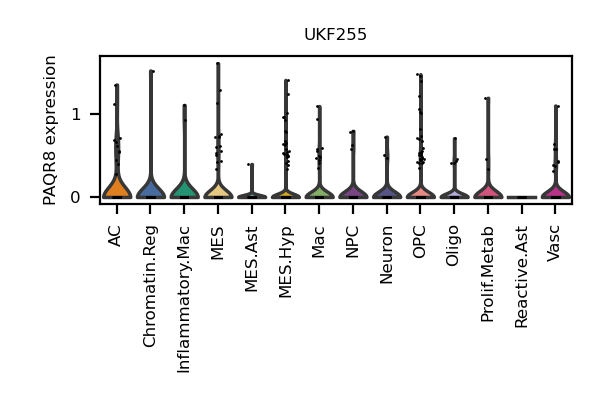 UKF255
PAQR8 expression
1
0
AC
Chromatin.Reg
Inflammatory.Mac
MES
MES.Ast
MES.Hyp
Mac
NPC
Neuron
OPC
Oligo
Prolif.Metab
Reactive.Ast
Vasc